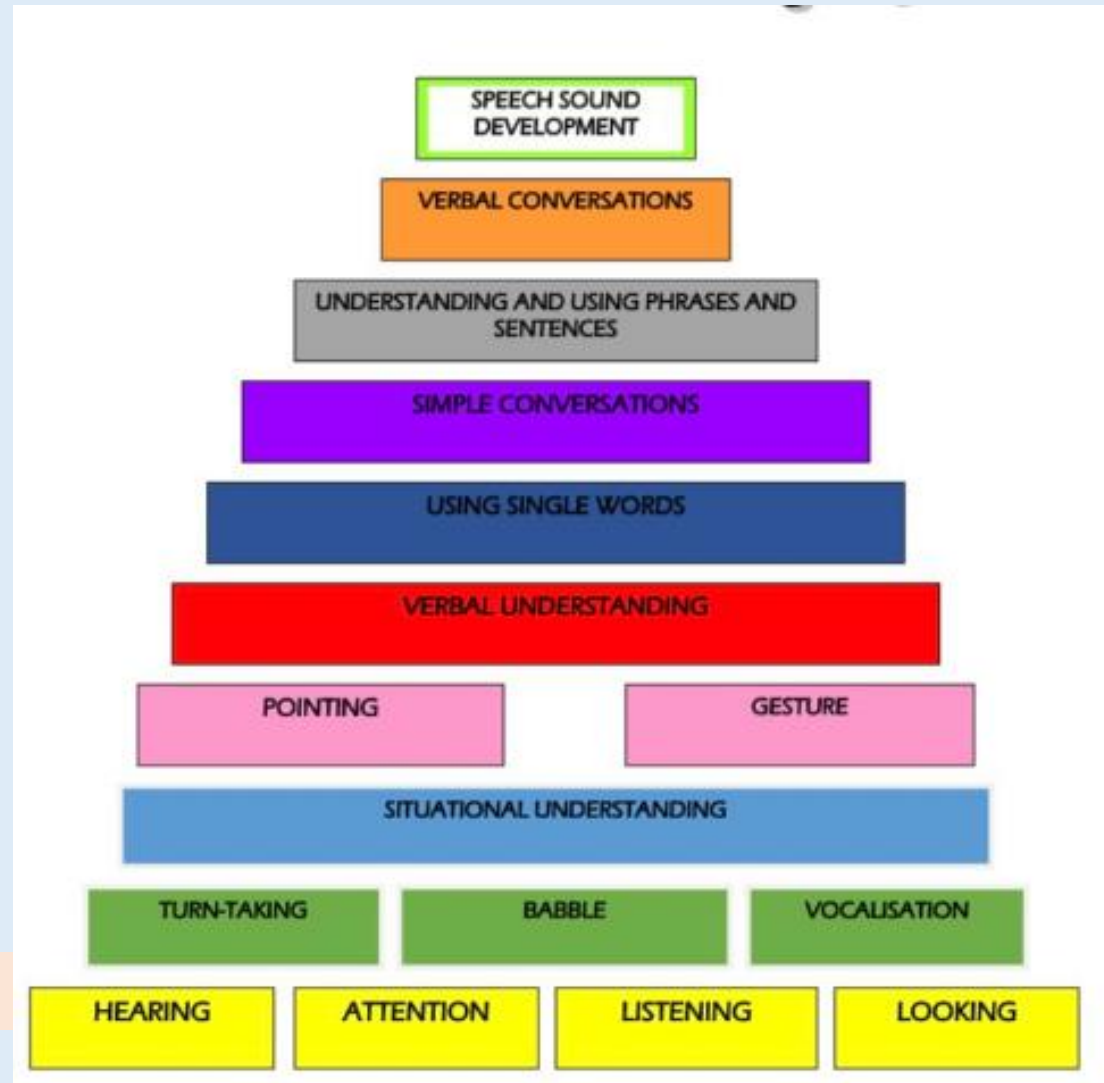 SPEECH SOUND
DEVELOPMENT
VERBAL CONVERSATIONS
UNDERSTANDING AND USING PHRASES AND
SENTENCES
SIMPLE CONVERSATIONS
USING SINGLE WORDS
VERBAL UNDERSTANDING
POINTING
GESTURE
SITUATIONAL UNDERSTANDING
TURN-TAKING
BABBLE
VOCALISATION
HEARING
ATTENTION
LISTENING
LOOKING